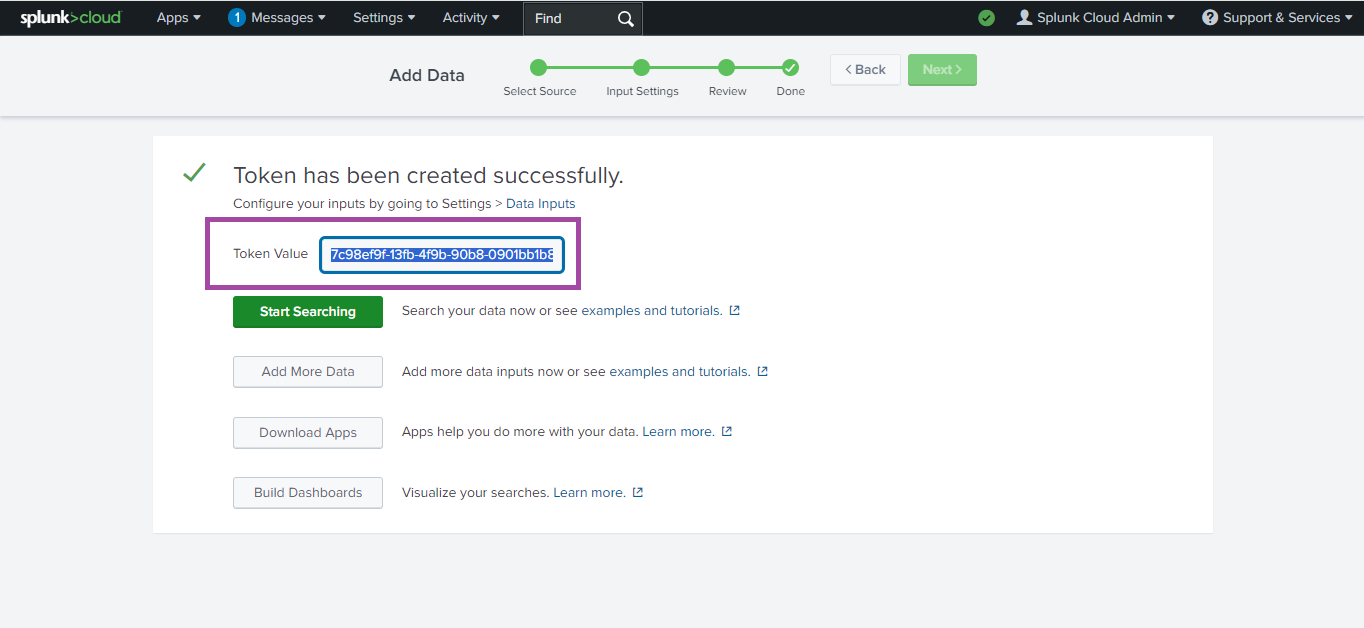 splunk>cloud Apps 1 Messages Settings Activity Find Splunk Cloud Admin ? Support & Services
Add Data
Select Source Input Settings Review Done
< Back Next >
Token has been created successfully.
Configure your inputs by going to Settings > Data Inputs
Token Value 7c98ef9f-13fb-4f9b-90b8-0901bb1b8
Start Searching Search your data now or see examples and tutorials.
Add More Data Add more data inputs now or see examples and tutorials.
Download Apps Apps help you do more with your data. Learn more.
Build Dashboards Visualize your searches. Learn more.